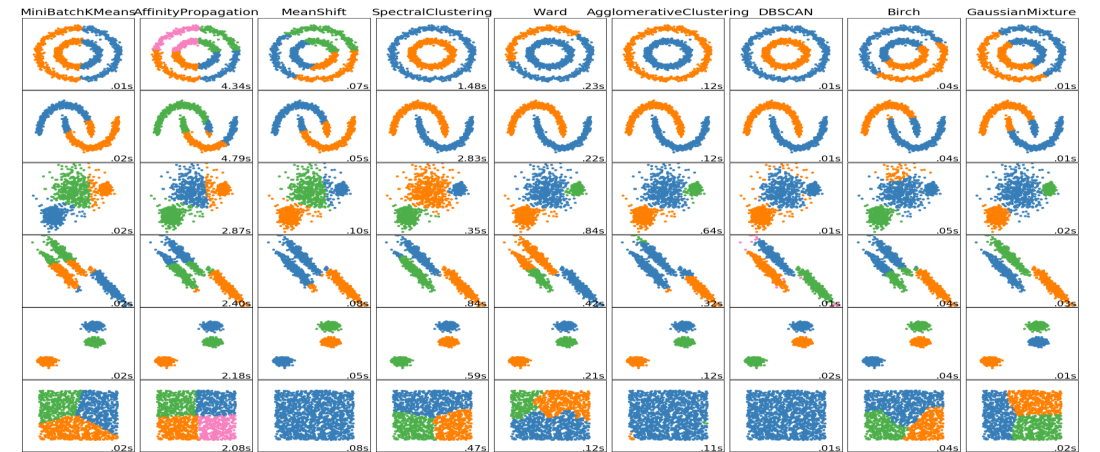 MiniBatchKMeans AffinityPropagation MeanShift SpectralClustering Ward AgglomerativeClustering DBSCAN Birch GaussianMixture
.01s 4.34s .07s 1.48s .23s .12s .01s .04s .01s
.02s 4.79s .05s 2.83s .22s .12s .01s .04s .01s
.02s 2.87s .10s .35s .84s .64s .01s .05s .02s
.02s 2.40s .08s .84s .42s .32s .01s .04s .03s
.02s 2.18s .05s .59s .21s .12s .02s .04s .01s
.02s 2.08s .08s .47s .12s .11s .01s .04s .02s